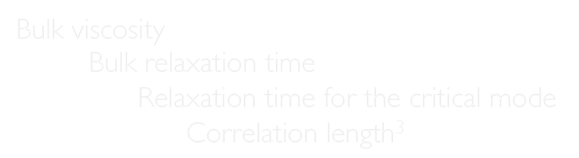 Bulk viscosity
Bulk relaxation time
Relaxation time for the critical mode
Correlation length³